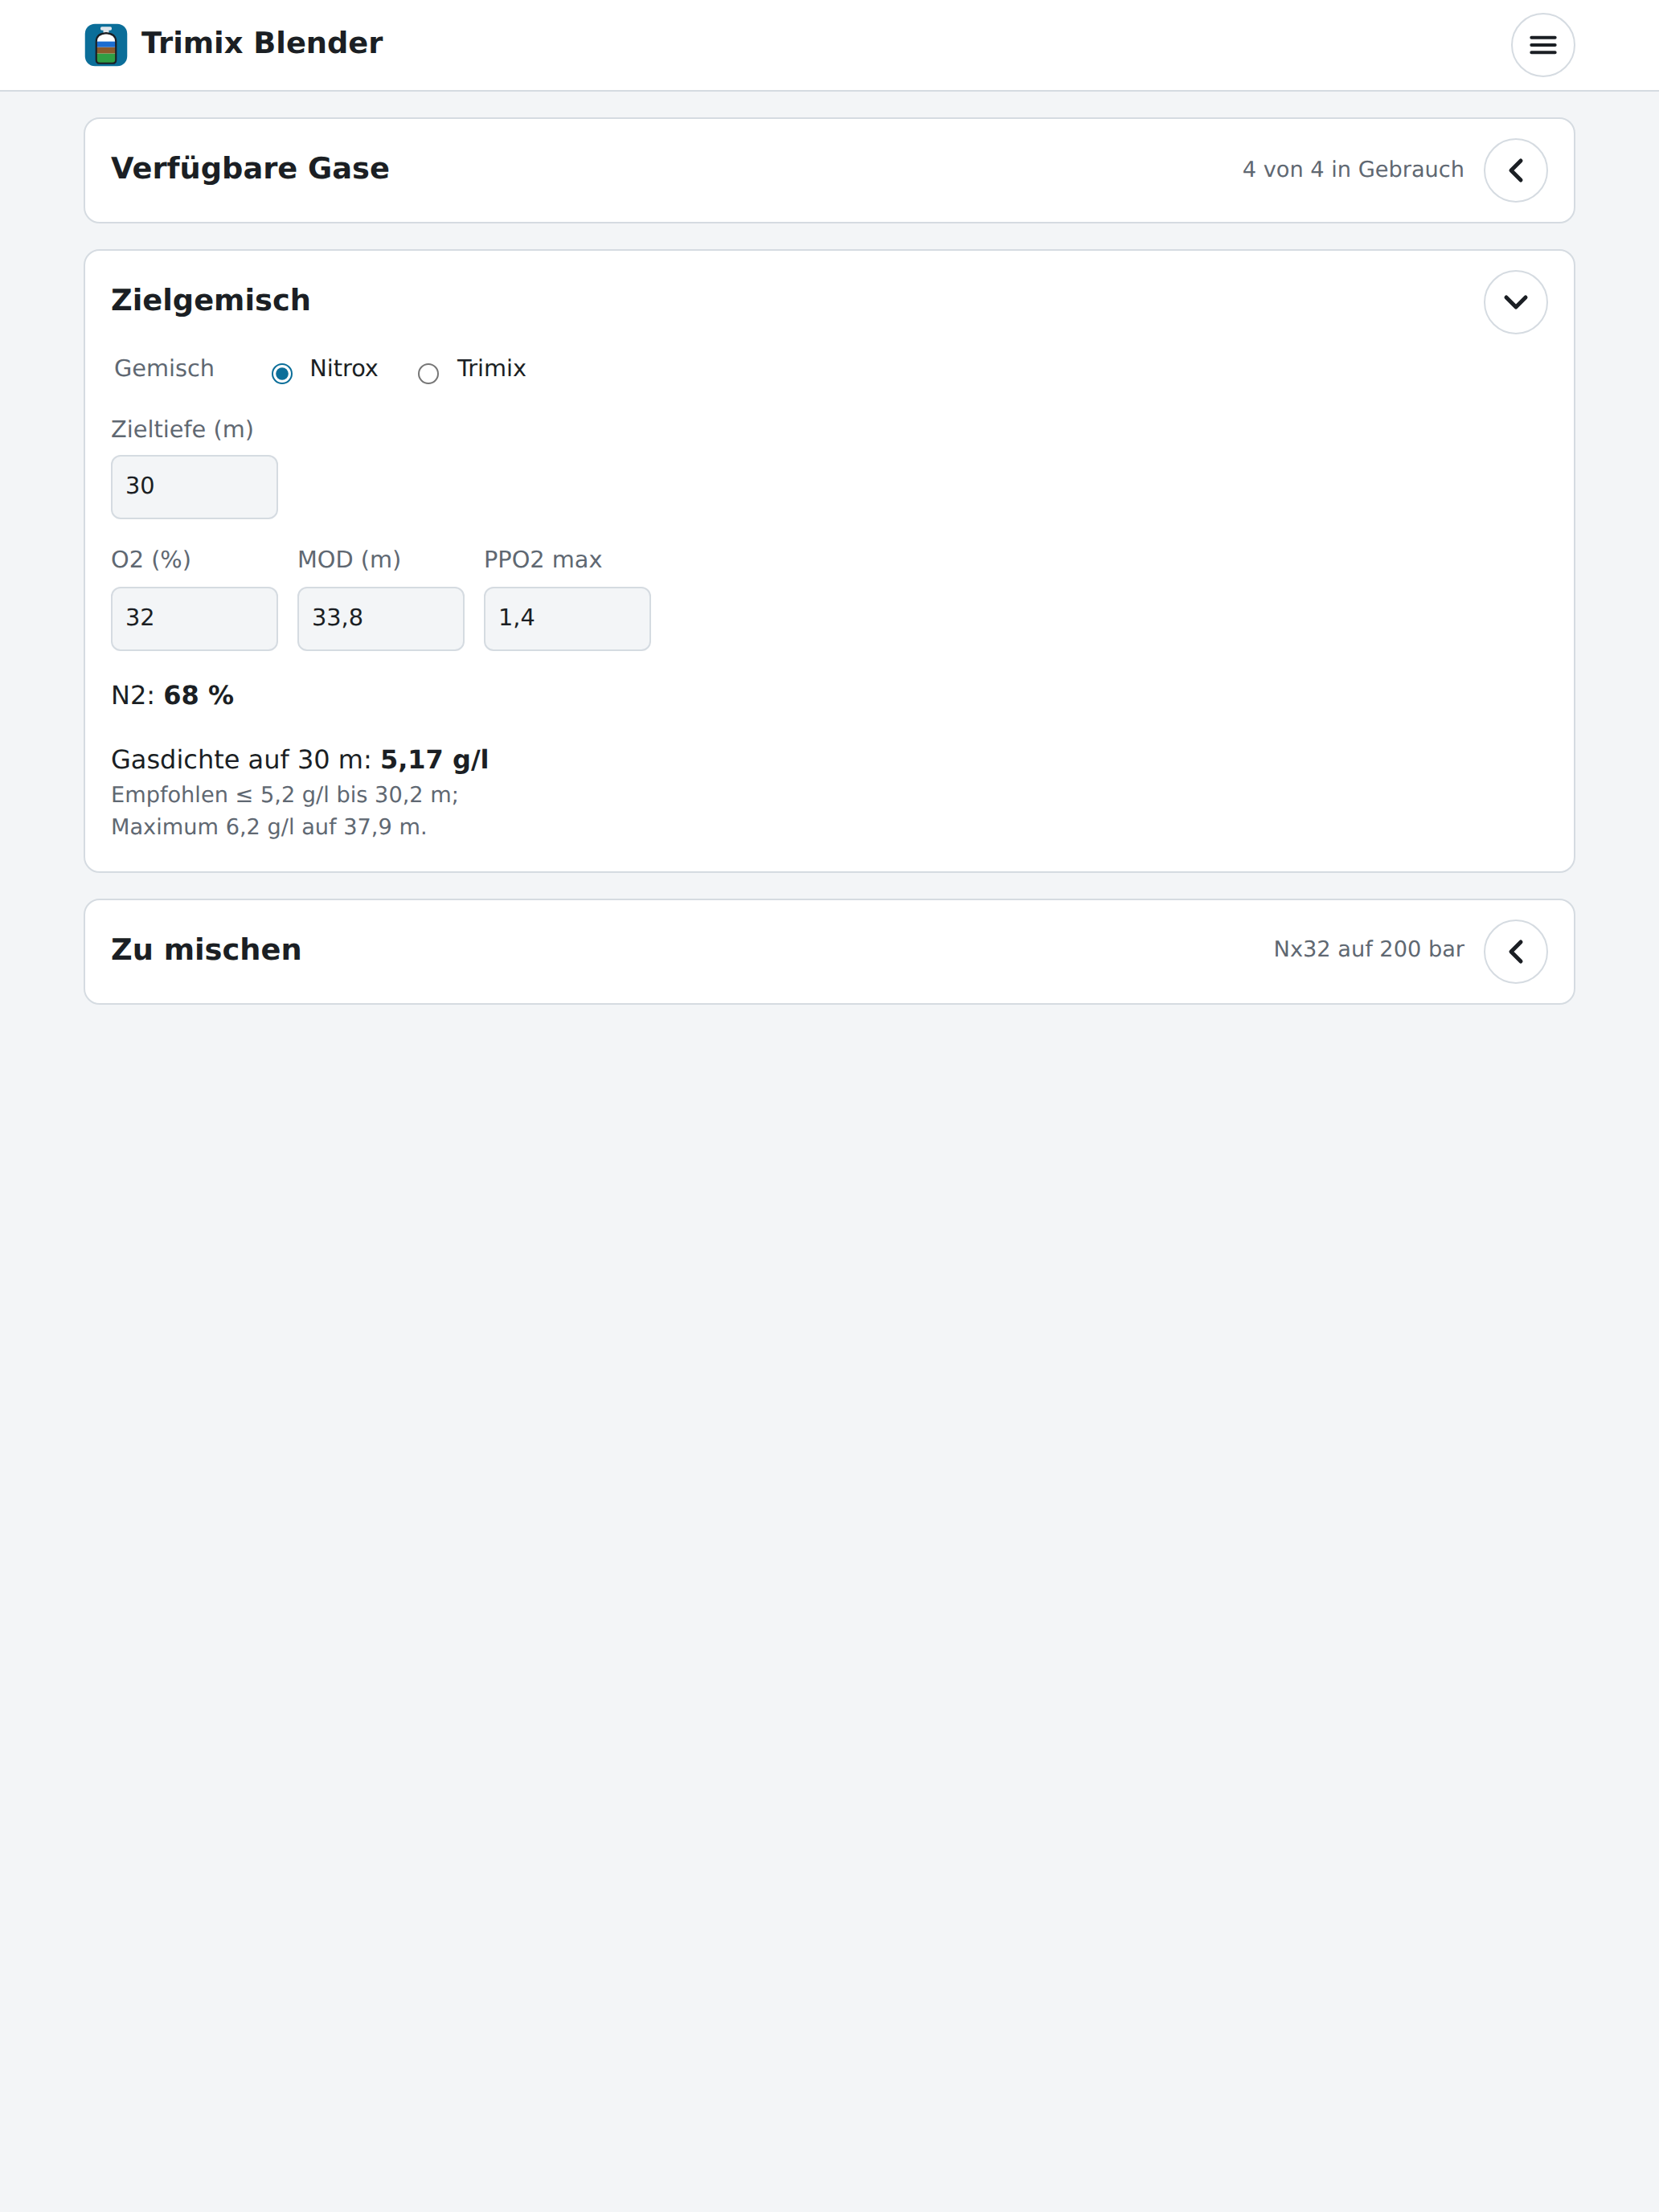 Trimix Blender
Verfügbare Gase
4 von 4 in Gebrauch
Zielgemisch
Gemisch Nitrox Trimix
Zieltiefe (m)
30
O2 (%) MOD (m) PPO2 max
32 33,8 1,4
N2: 68 %
Gasdichte auf 30 m: 5,17 g/l
Empfohlen ≤ 5,2 g/l bis 30,2 m;
Maximum 6,2 g/l auf 37,9 m.
Zu mischen
Nx32 auf 200 bar